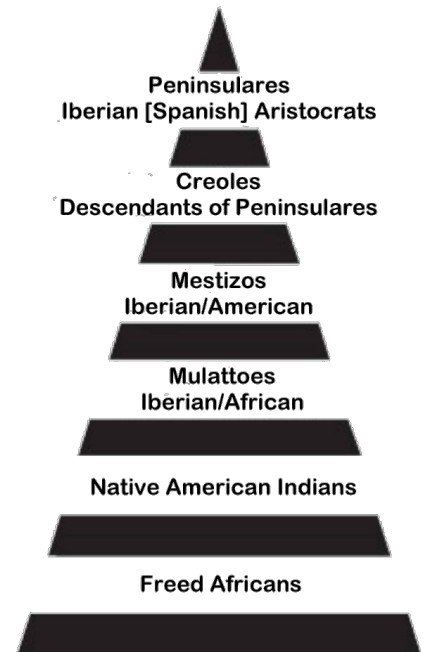 Peninsulares
Iberian [Spanish] Aristocrats
Creoles
Descendants of Peninsulares
Mestizos
Iberian/American
Mulattoes
Iberian/African
Native American Indians
Freed Africans